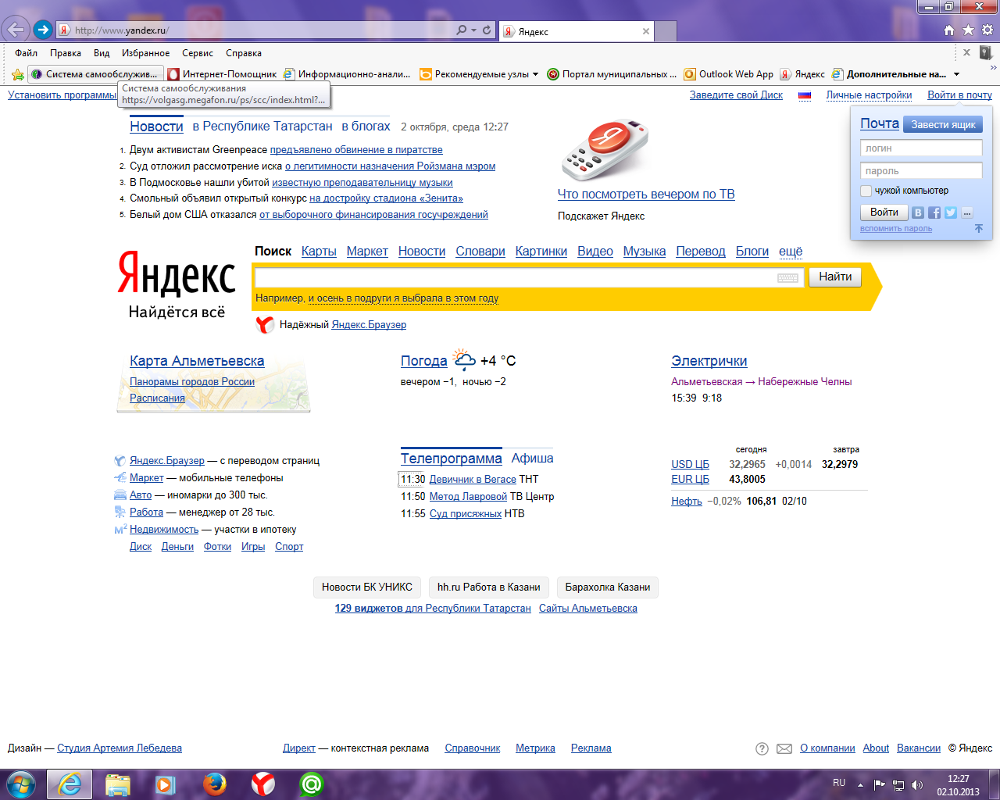 http://www.yandex.ru/
Яндекс
Файл Правка Вид Избранное Сервис Справка
Система самообслужив... Интернет-Помощник Информационно-анали... Рекомендуемые узлы Портал муниципальных ... Outlook Web App Яндекс Дополнительные на...
Система самообслуживания
https://volgasg.megafon.ru/ps/scc/index.html?...
Установить программы Заведите свой Диск Личные настройки Войти в почту
Новости в Республике Татарстан в блогах 2 октября, среда 12:27
1. Двум активистам Greenpeace предъявлено обвинение в пиратстве
2. Суд отложил рассмотрение иска о легитимности назначения Ройзмана мэром
3. В Подмосковье нашли убитой известную преподавательницу музыки
4. Смольный объявил открытый конкурс на достройку стадиона «Зенита»
5. Белый дом США отказался от выборочного финансирования госучреждений
Я
Что посмотреть вечером по ТВ
Подскажет Яндекс
Почта Завести ящик
логин
пароль
чужой компьютер
Войти В f ...
вспомнить пароль
Яндекс
Найдётся всё
Поиск Карты Маркет Новости Словари Картинки Видео Музыка Перевод Блоги ещё
Найти
Например, и осень в подруги я выбрала в этом году
Надёжный Яндекс.Браузер
Карта Альметьевска
Панорамы городов России
Расписания
Погода +4 °C
вечером −1, ночью −2
Электрички
Альметьевская → Набережные Челны
15:39 9:18
Яндекс.Браузер — с переводом страниц
Маркет — мобильные телефоны
Авто — иномарки до 300 тыс.
Работа — менеджер от 28 тыс.
м2 Недвижимость — участки в ипотеку
Диск Деньги Фотки Игры Спорт
Телепрограмма Афиша
11:30 Девичник в Вегасе ТНТ
11:50 Метод Лавровой ТВ Центр
11:55 Суд присяжных НТВ
сегодня завтра
USD ЦБ 32,2965 +0,0014 32,2979
EUR ЦБ 43,8005
Нефть −0,02% 106,81 02/10
Новости БК УНИКС hh.ru Работа в Казани Барахолка Казани
129 виджетов для Республики Татарстан Сайты Альметьевска
Дизайн — Студия Артемия Лебедева Директ — контекстная реклама Справочник Метрика Реклама ? О компании About Вакансии © Яндекс
RU 12:27
02.10.2013